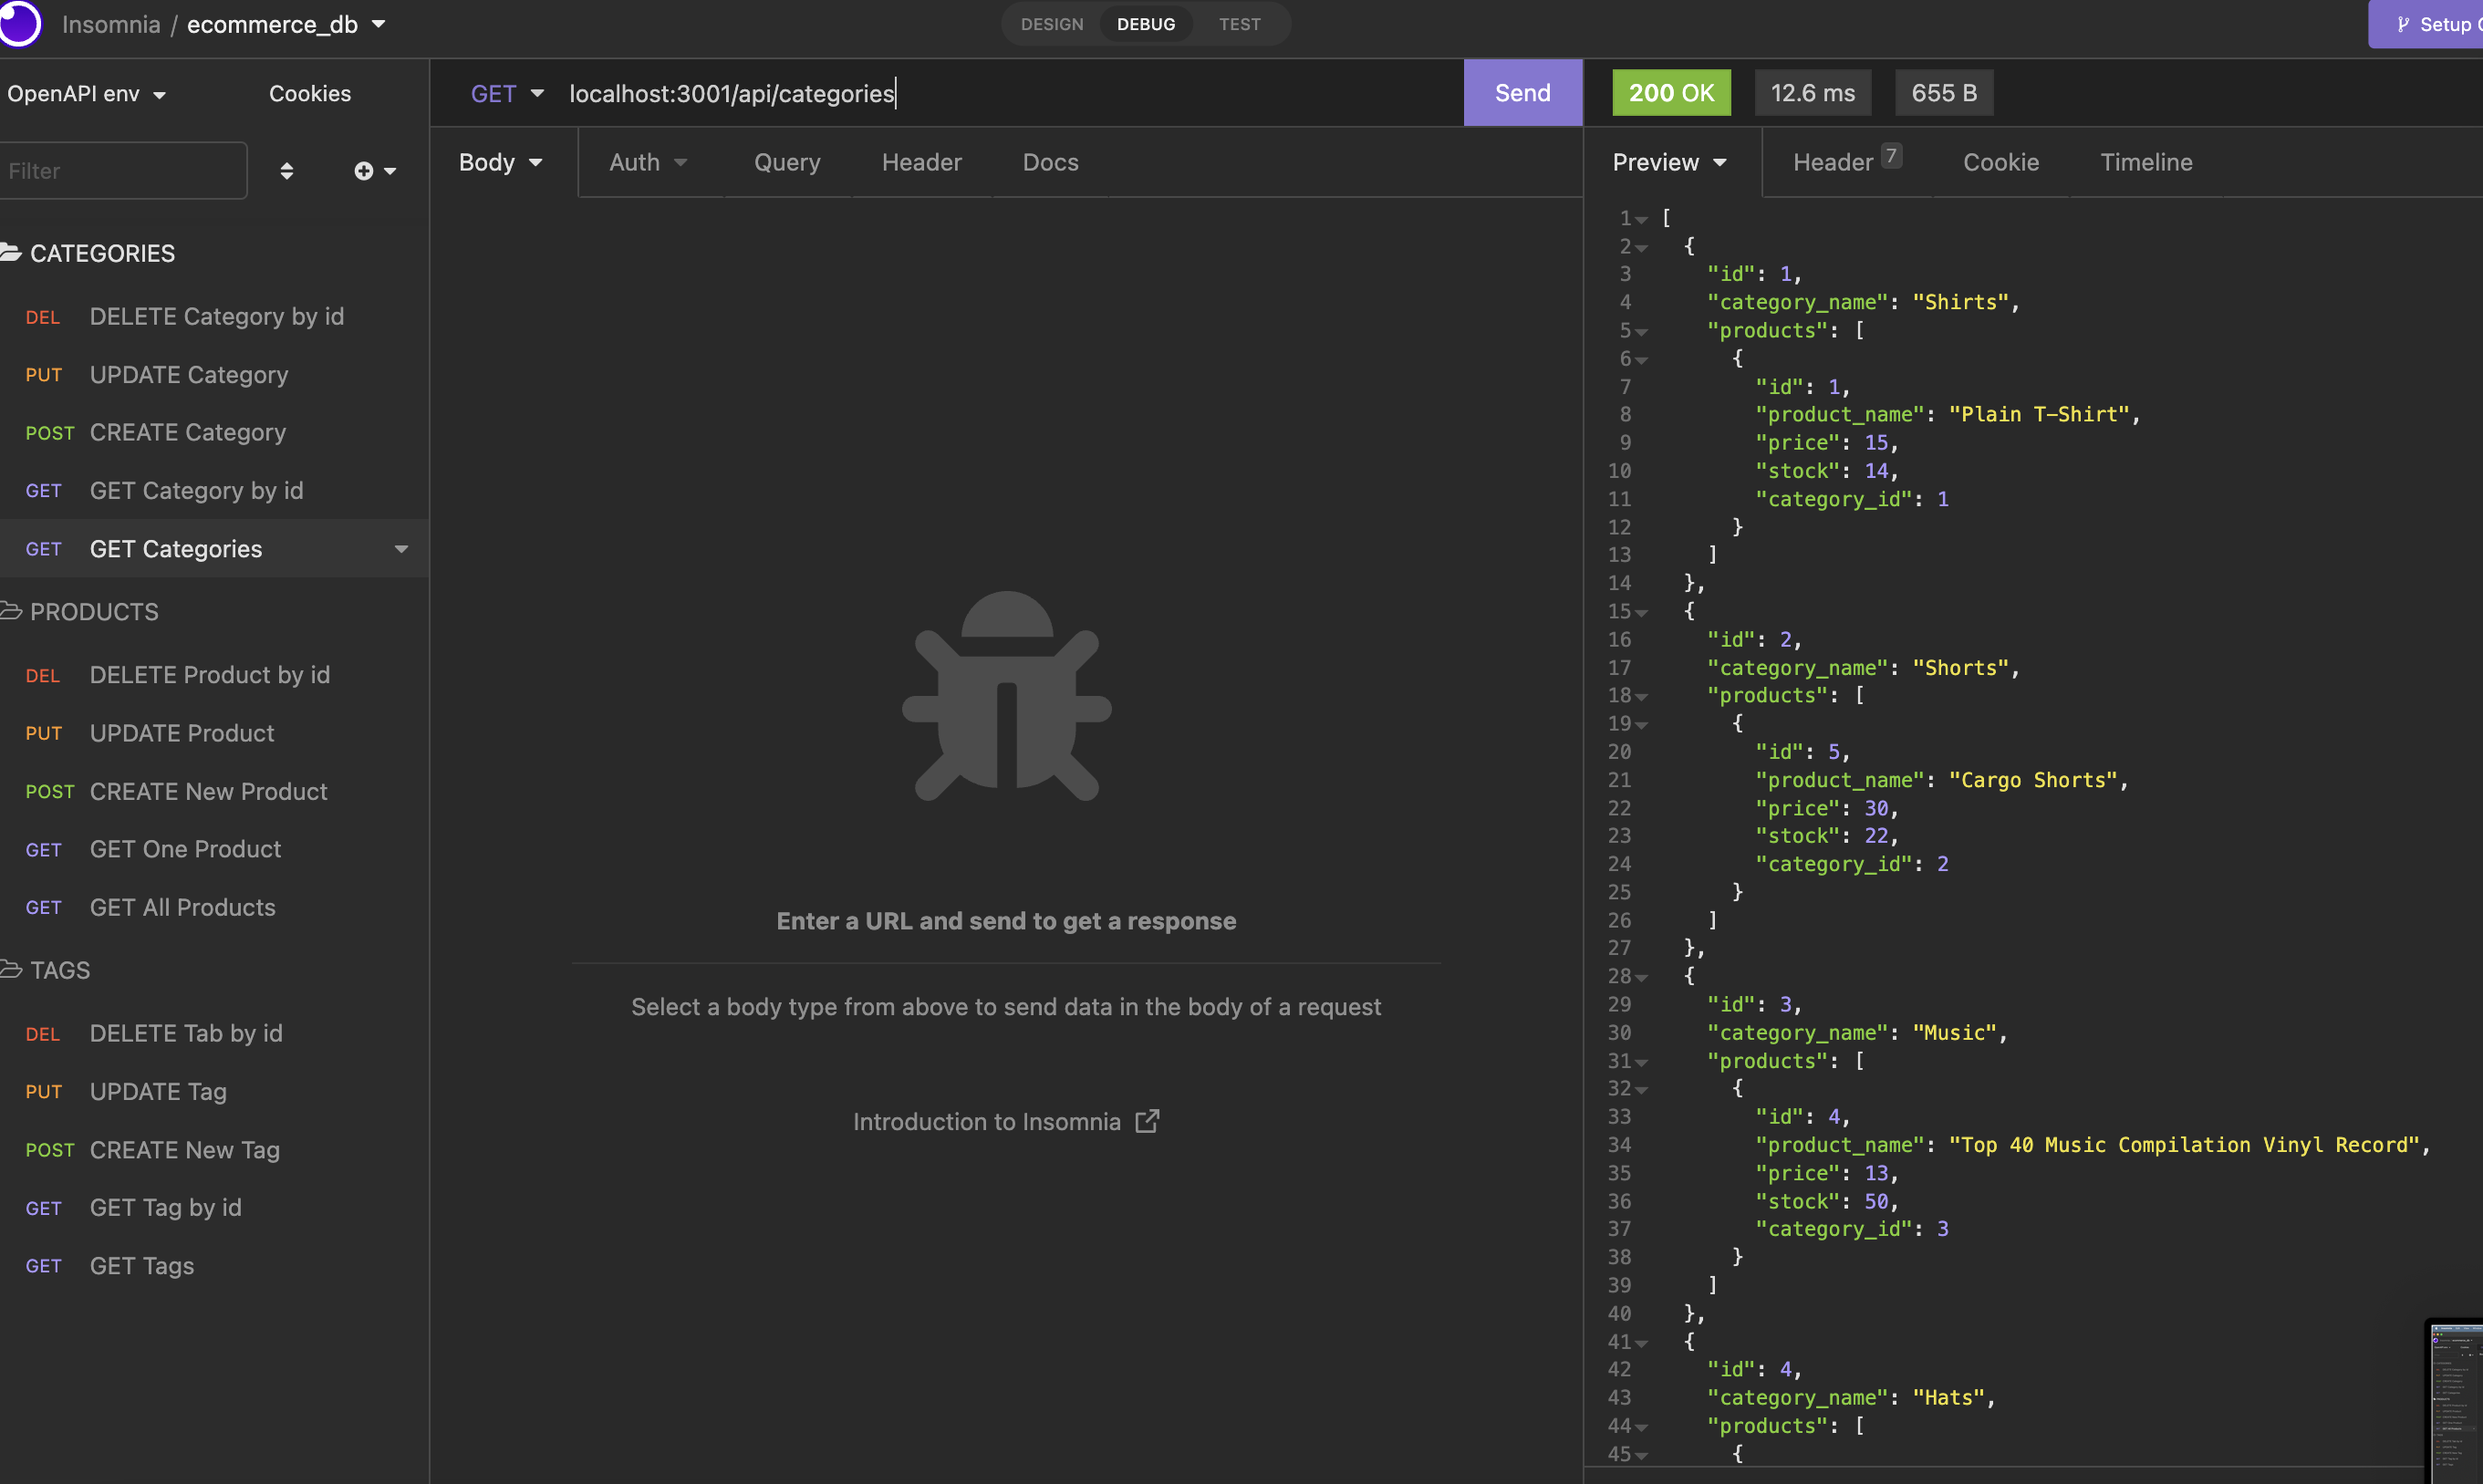 Insomnia / ecommerce_db
DESIGN DEBUG TEST
Setup
OpenAPI env
Cookies
Filter
CATEGORIES
DEL DELETE Category by id
PUT UPDATE Category
POST CREATE Category
GET GET Category by id
GET GET Categories
PRODUCTS
DEL DELETE Product by id
PUT UPDATE Product
POST CREATE New Product
GET GET One Product
GET GET All Products
TAGS
DEL DELETE Tab by id
PUT UPDATE Tag
POST CREATE New Tag
GET GET Tag by id
GET GET Tags
GET localhost:3001/api/categories
Send
Body Auth Query Header Docs
Enter a URL and send to get a response
Select a body type from above to send data in the body of a request
Introduction to Insomnia
200 OK 12.6 ms 655 B
Preview Header 7 Cookie Timeline
1 [
2 {
3 "id": 1,
4 "category_name": "Shirts",
5 "products": [
6 {
7 "id": 1,
8 "product_name": "Plain T-Shirt",
9 "price": 15,
10 "stock": 14,
11 "category_id": 1
12 }
13 ]
14 },
15 {
16 "id": 2,
17 "category_name": "Shorts",
18 "products": [
19 {
20 "id": 5,
21 "product_name": "Cargo Shorts",
22 "price": 30,
23 "stock": 22,
24 "category_id": 2
25 }
26 ]
27 },
28 {
29 "id": 3,
30 "category_name": "Music",
31 "products": [
32 {
33 "id": 4,
34 "product_name": "Top 40 Music Compilation Vinyl Record",
35 "price": 13,
36 "stock": 50,
37 "category_id": 3
38 }
39 ]
40 },
41 {
42 "id": 4,
43 "category_name": "Hats",
44 "products": [
45 {